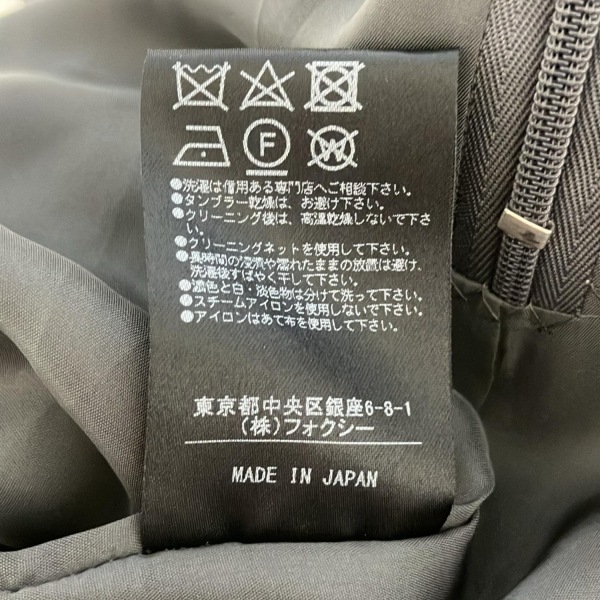 F W
●洗濯は信用ある専門店へご相談下さい。
●タンブラー乾燥は、お避け下さい。
●クリーニング後は、高温乾燥しないで下
さい。
●クリーニングネットを使用して下さい。
●長時間の浸漬や濡れたままの放置は避け、
洗濯後すばやく干して下さい。
●濃色と白・淡色物は分けて洗って下さい。
●スチームアイロンを使用しないで下さい。
●アイロンはあて布を使用して下さい。
東京都中央区銀座6-8-1
(株)フォクシー
MADE IN JAPAN